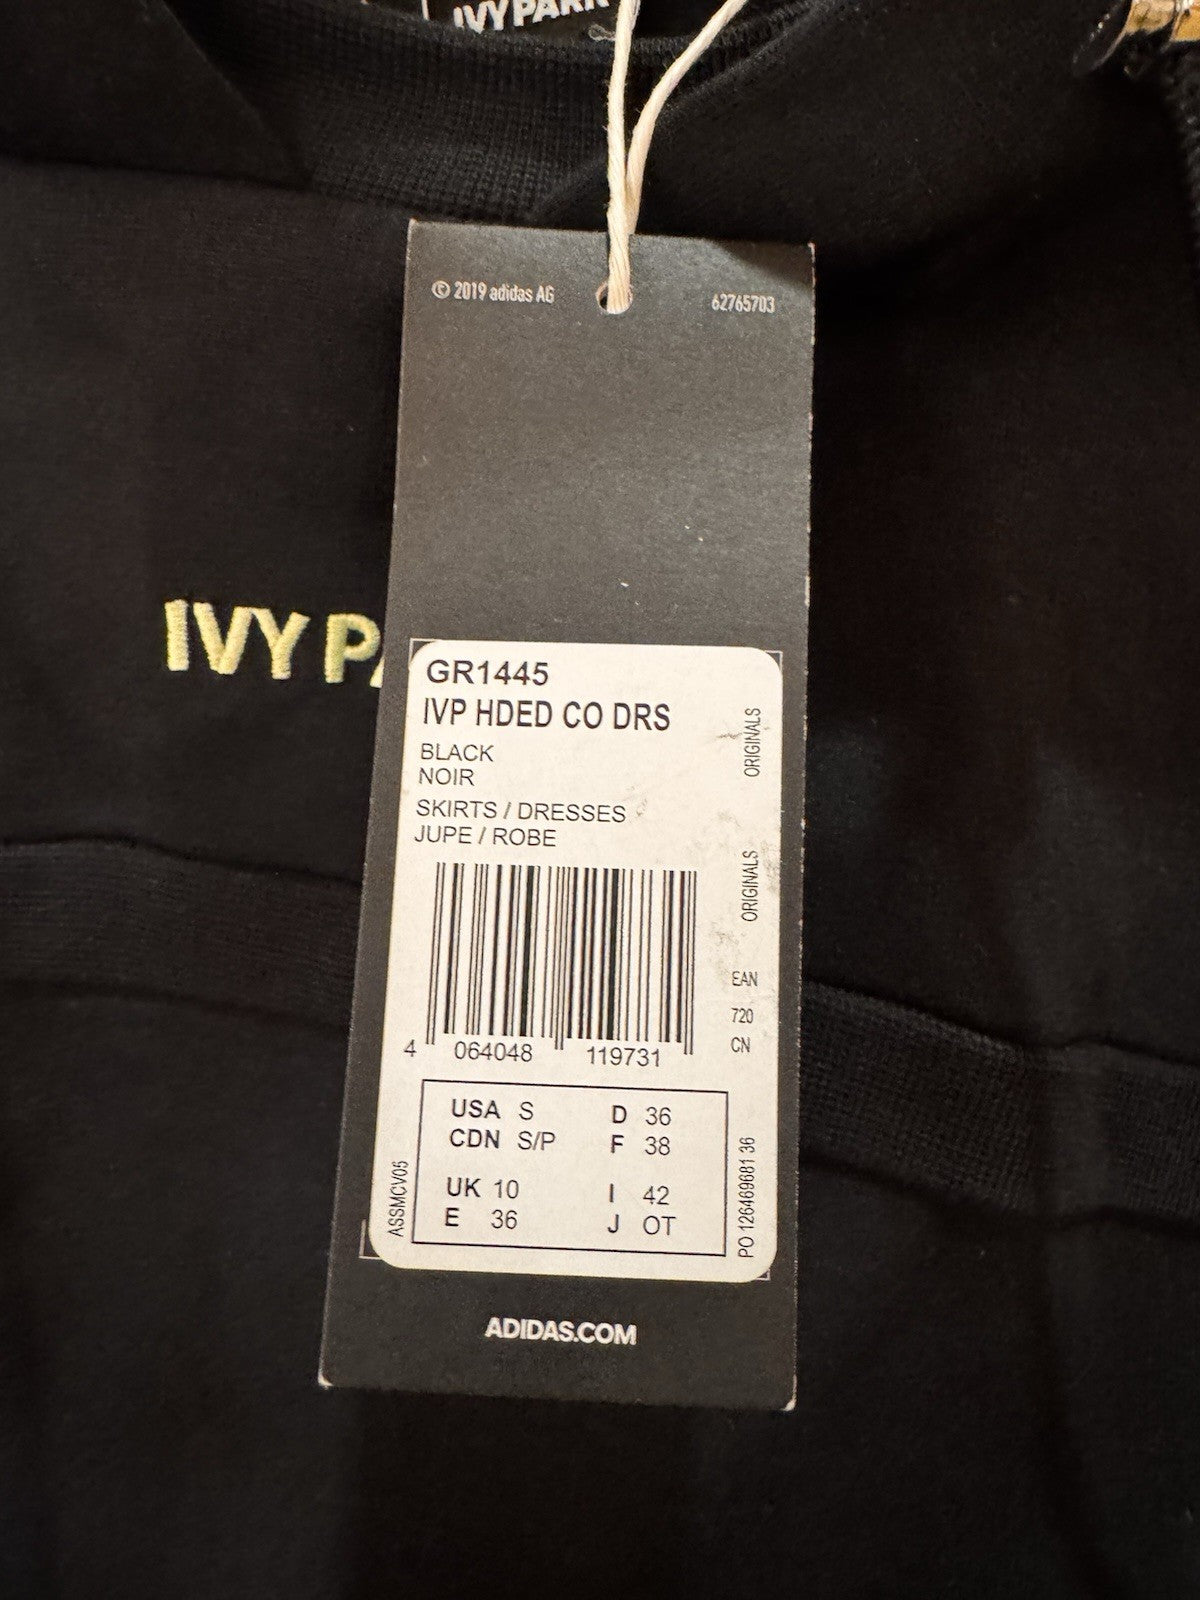 IVY PARK
© 2019 adidas AG 62765703
IVY PA
GR1445
IVP HDED CO DRS
BLACK
NOIR
SKIRTS / DRESSES
JUPE / ROBE
ORIGINALS
ORIGINALS
EAN
720
CN
4 064048 119731
USA S D 36
CDN S/P F 38
UK 10 I 42
E 36 J OT
ASSMCV05
PO 1264696813 36
ADIDAS.COM